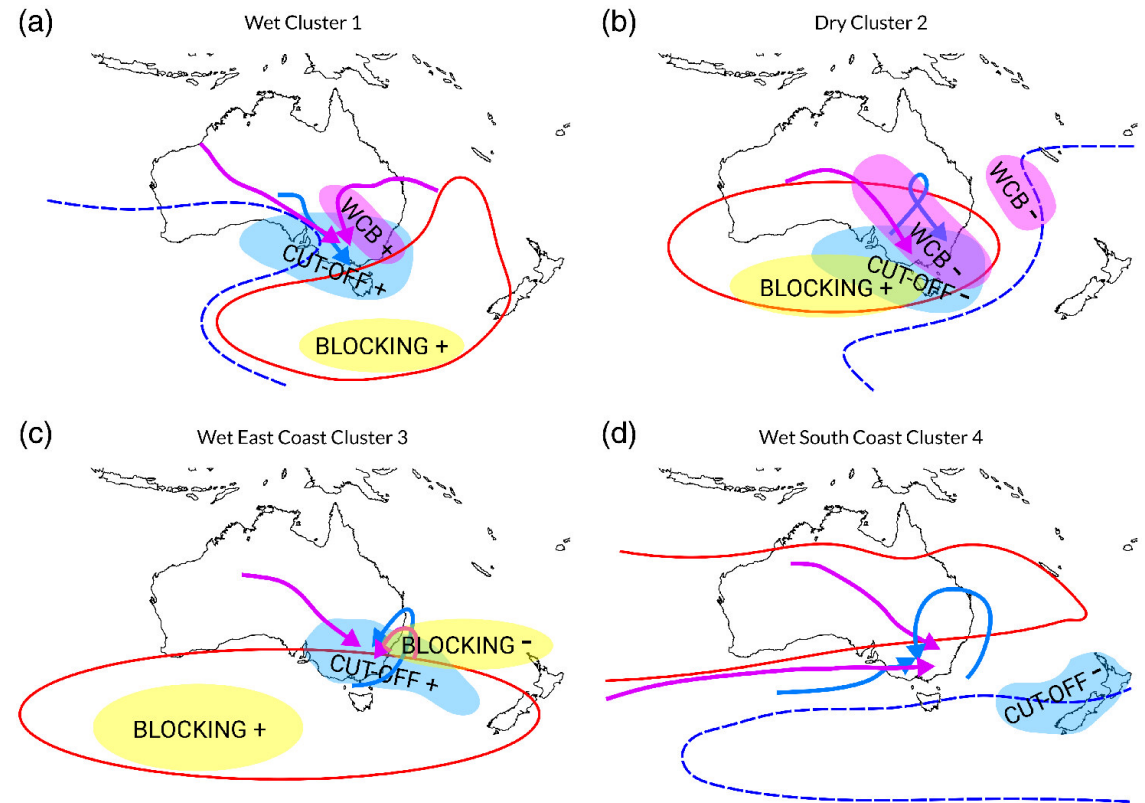 (a)
Wet Cluster 1
WCB +
CUT-OFF +
BLOCKING +
(b)
Dry Cluster 2
WCB -
WCB -
CUT-OFF -
BLOCKING +
(c)
Wet East Coast Cluster 3
BLOCKING -
CUT-OFF +
BLOCKING +
(d)
Wet South Coast Cluster 4
CUT-OFF -